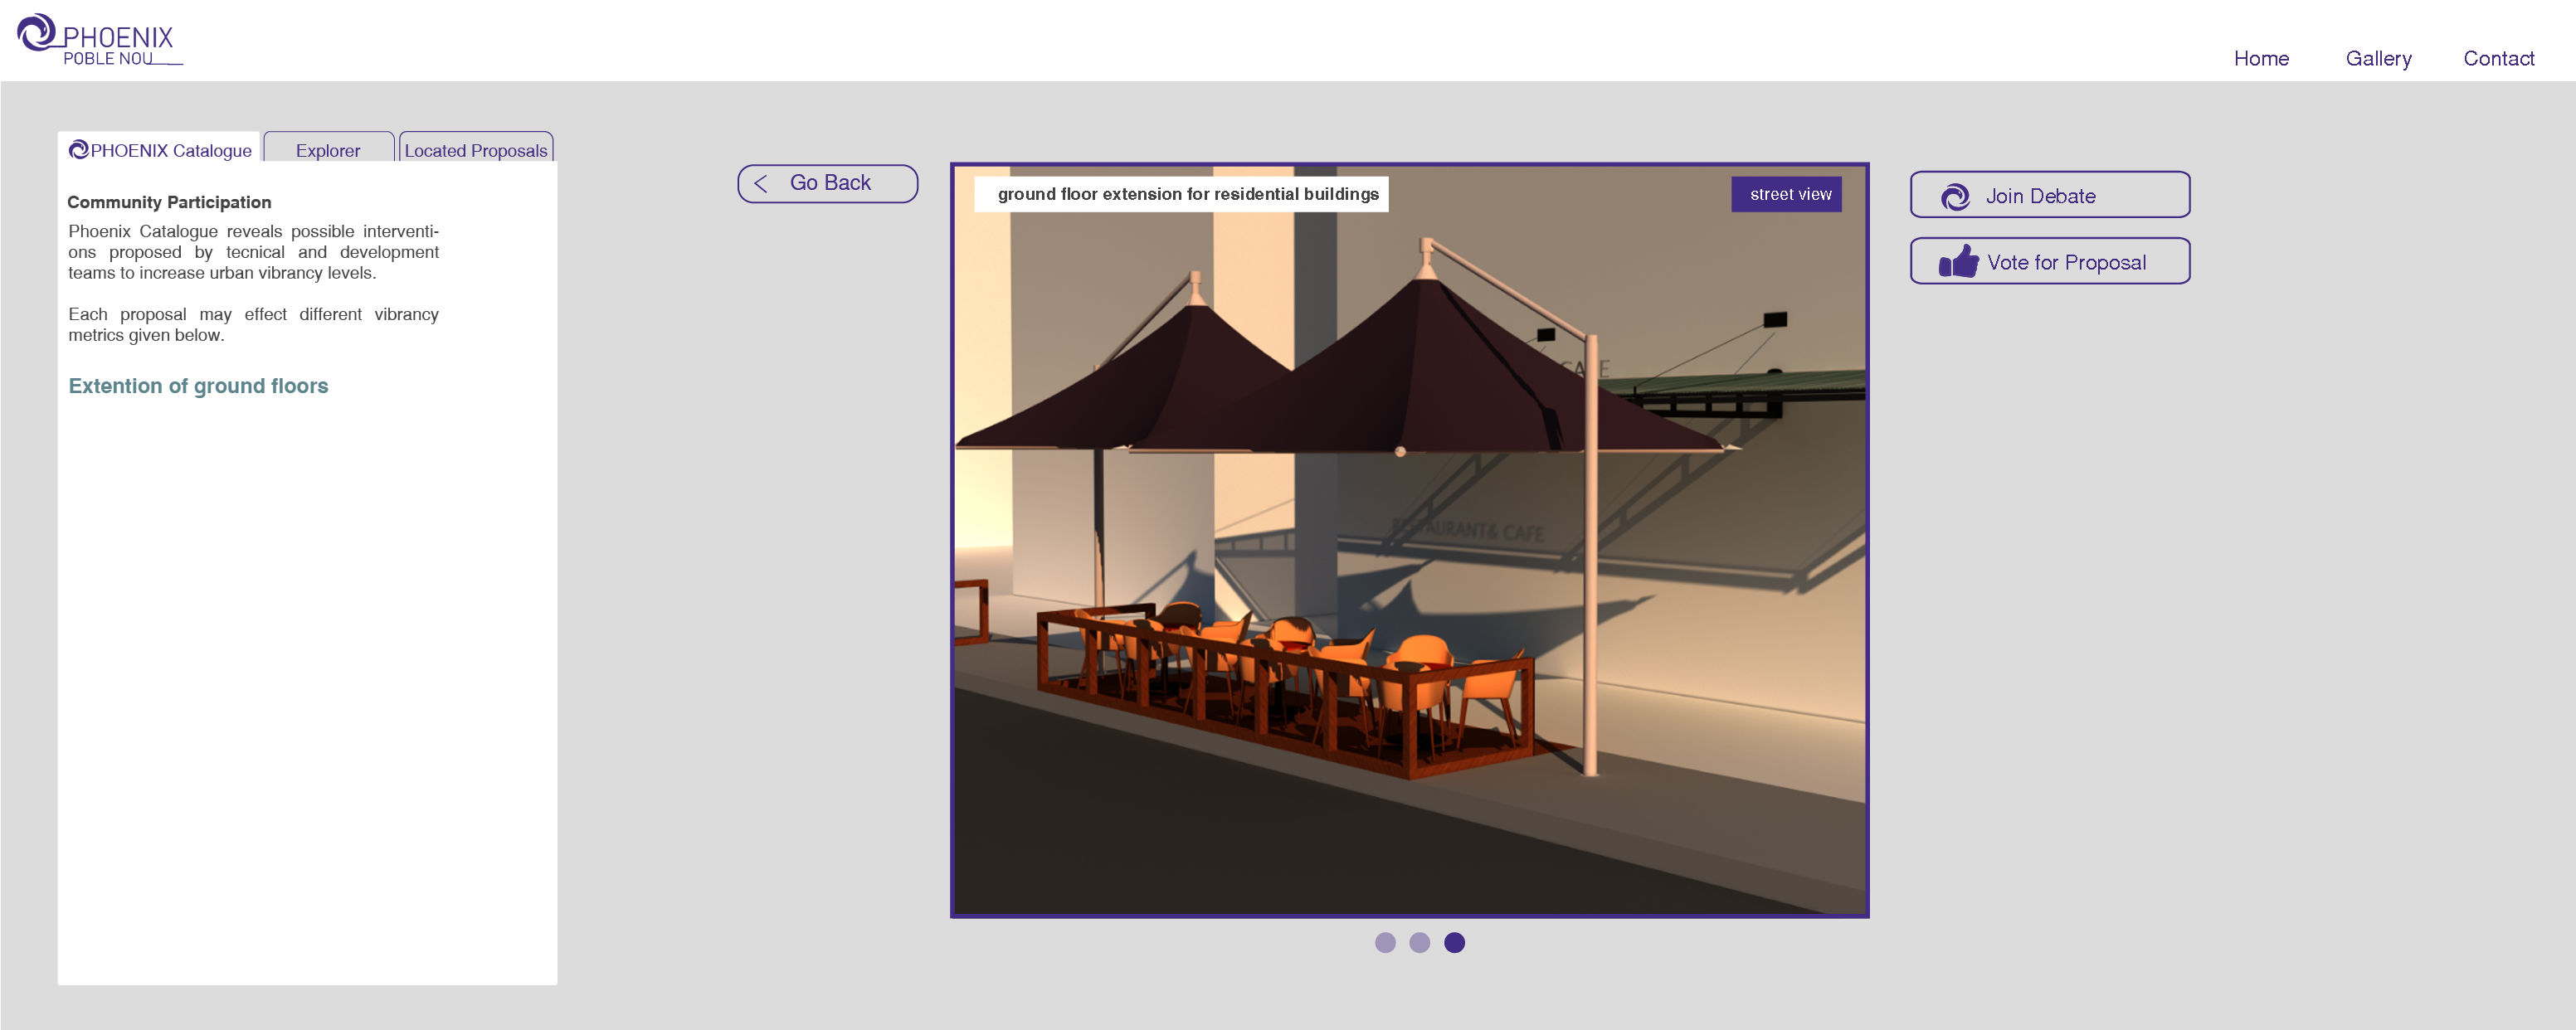 PHOENIX
POBLE NOU
Home
Gallery
Contact
PHOENIX Catalogue
Explorer
Located Proposals
Community Participation
Phoenix Catalogue reveals possible interventi-
ons proposed by tecnical and development
teams to increase urban vibrancy levels.
Each proposal may effect different vibrancy
metrics given below.
Extention of ground floors
< Go Back
ground floor extension for residential buildings
street view
CAFE
RESTAURANT& CAFE
Join Debate
Vote for Proposal